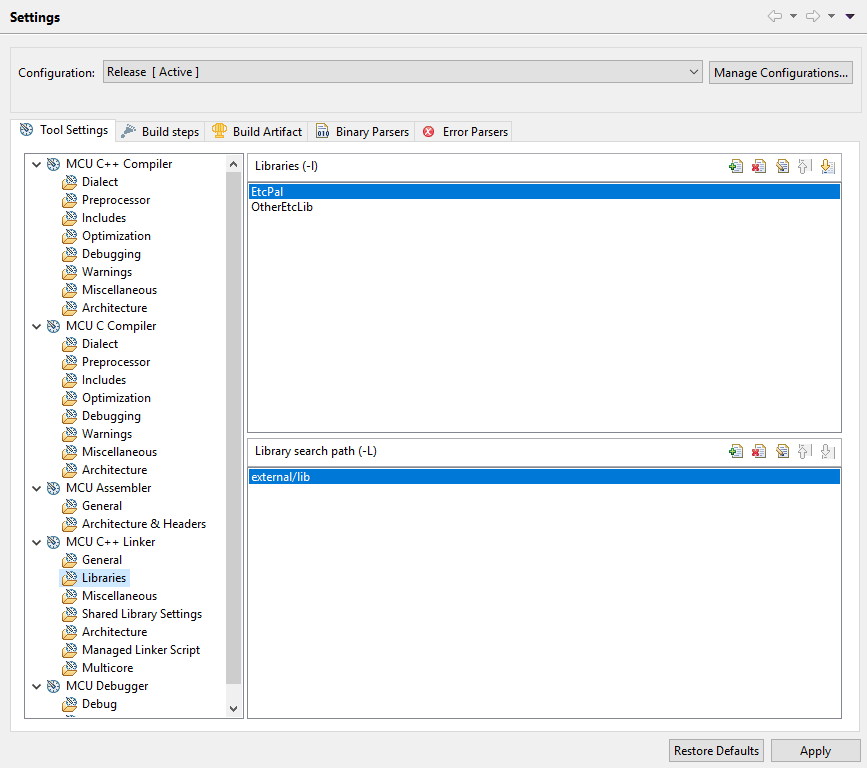 Settings
Configuration: Release [ Active ] Manage Configurations...
Tool Settings Build steps Build Artifact Binary Parsers Error Parsers
MCU C++ Compiler
Dialect
Preprocessor
Includes
Optimization
Debugging
Warnings
Miscellaneous
Architecture
MCU C Compiler
Dialect
Preprocessor
Includes
Optimization
Debugging
Warnings
Miscellaneous
Architecture
MCU Assembler
General
Architecture & Headers
MCU C++ Linker
General
Libraries
Miscellaneous
Shared Library Settings
Architecture
Managed Linker Script
Multicore
MCU Debugger
Debug
Libraries (-l)
EtcPal
OtherEtcLib
Library search path (-L)
external/lib
Restore Defaults Apply